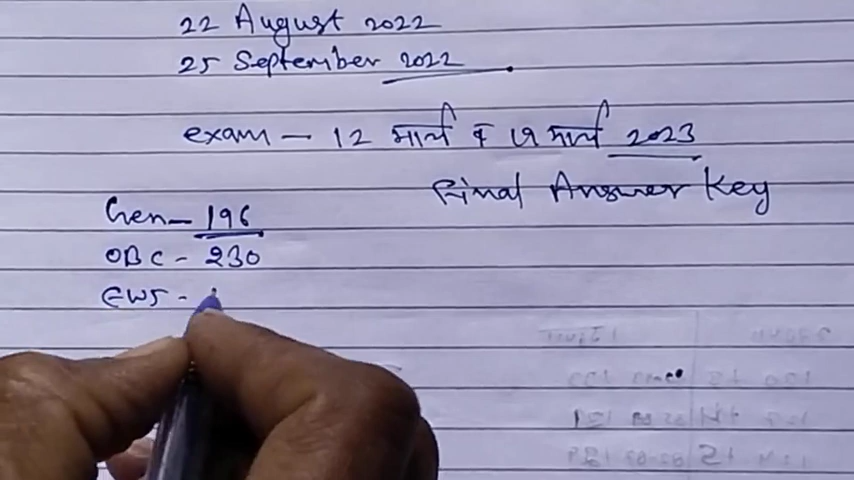 22 August 2022
25 September 2022
exam - 12 मार्च व 19 मार्च 2023
Final Answer Key
Gen - 196
OBC - 230
EWS -